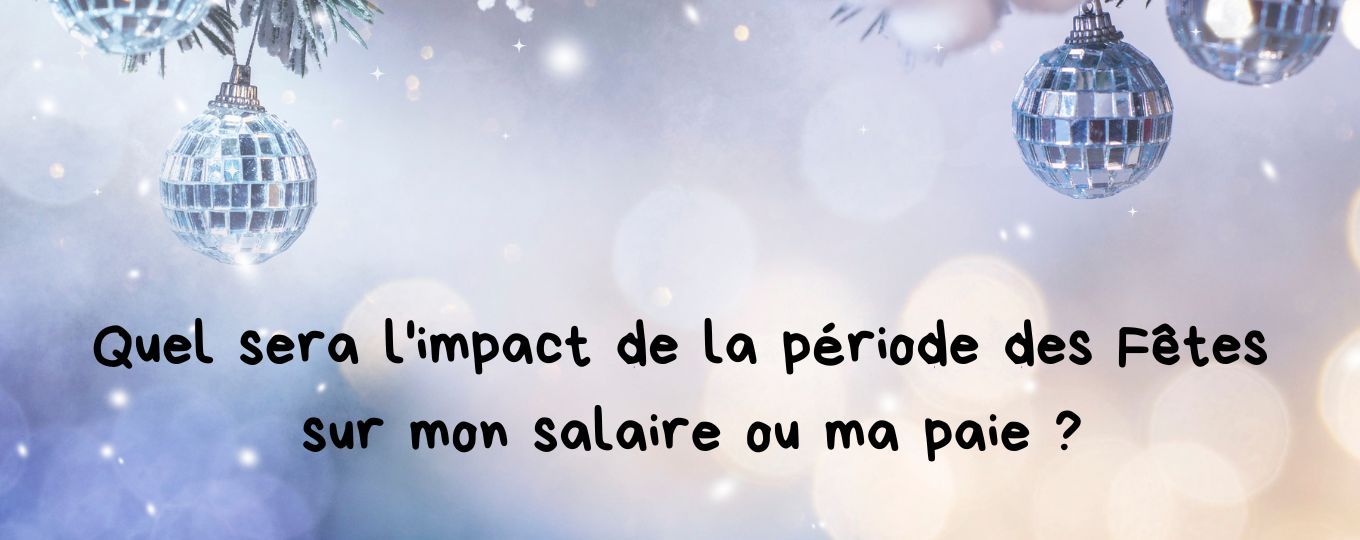 Quel sera l'impact de la période des Fêtes
sur mon salaire ou ma paie ?